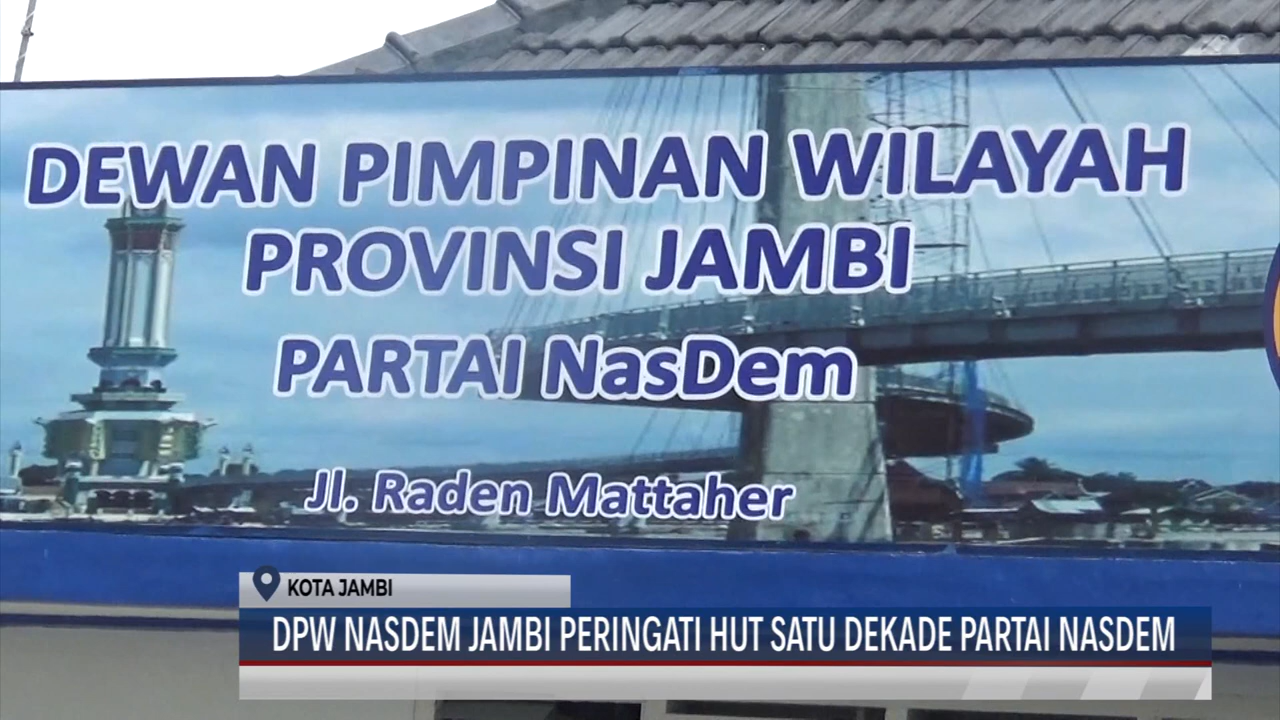 DEWAN PIMPINAN WILAYAH
PROVINSI JAMBI
PARTAI NasDem
Jl. Raden Mattaher
KOTA JAMBI
DPW NASDEM JAMBI PERINGATI HUT SATU DEKADE PARTAI NASDEM